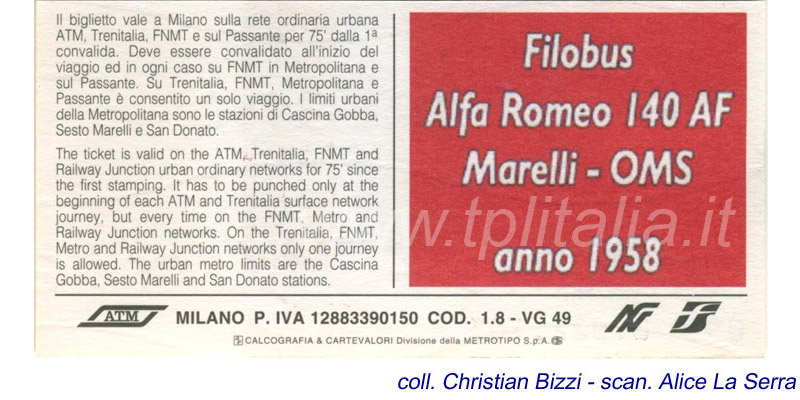 Il biglietto vale a Milano sulla rete ordinaria urbana
ATM, Trenitalia, FNMT e sul Passante per 75' dalla 1ª
convalida. Deve essere convalidato all'inizio del
viaggio ed in ogni caso su FNMT in Metropolitana e
sul Passante. Su Trenitalia, FNMT, Metropolitana e
Passante è consentito un solo viaggio. I limiti urbani
della Metropolitana sono le stazioni di Cascina Gobba,
Sesto Marelli e San Donato.
The ticket is valid on the ATM, Trenitalia, FNMT and
Railway Junction urban ordinary networks for 75' since
the first stamping. It has to be punched only at the
beginning of each ATM and Trenitalia surface network
journey, but every time on the FNMT, Metro and
Railway Junction networks. On the Trenitalia, FNMT,
Metro and Railway Junction networks only one journey
is allowed. The urban metro limits are the Cascina
Gobba, Sesto Marelli and San Donato stations.
Filobus
Alfa Romeo 140 AF
Marelli - OMS
anno 1958
www.tplitalia.it
ATM MILANO P. IVA 12883390150 COD. 1.8 - VG 49
CALCOGRAFIA & CARTEVALORI Divisione della METROTIPO S.p.A.
coll. Christian Bizzi - scan. Alice La Serra